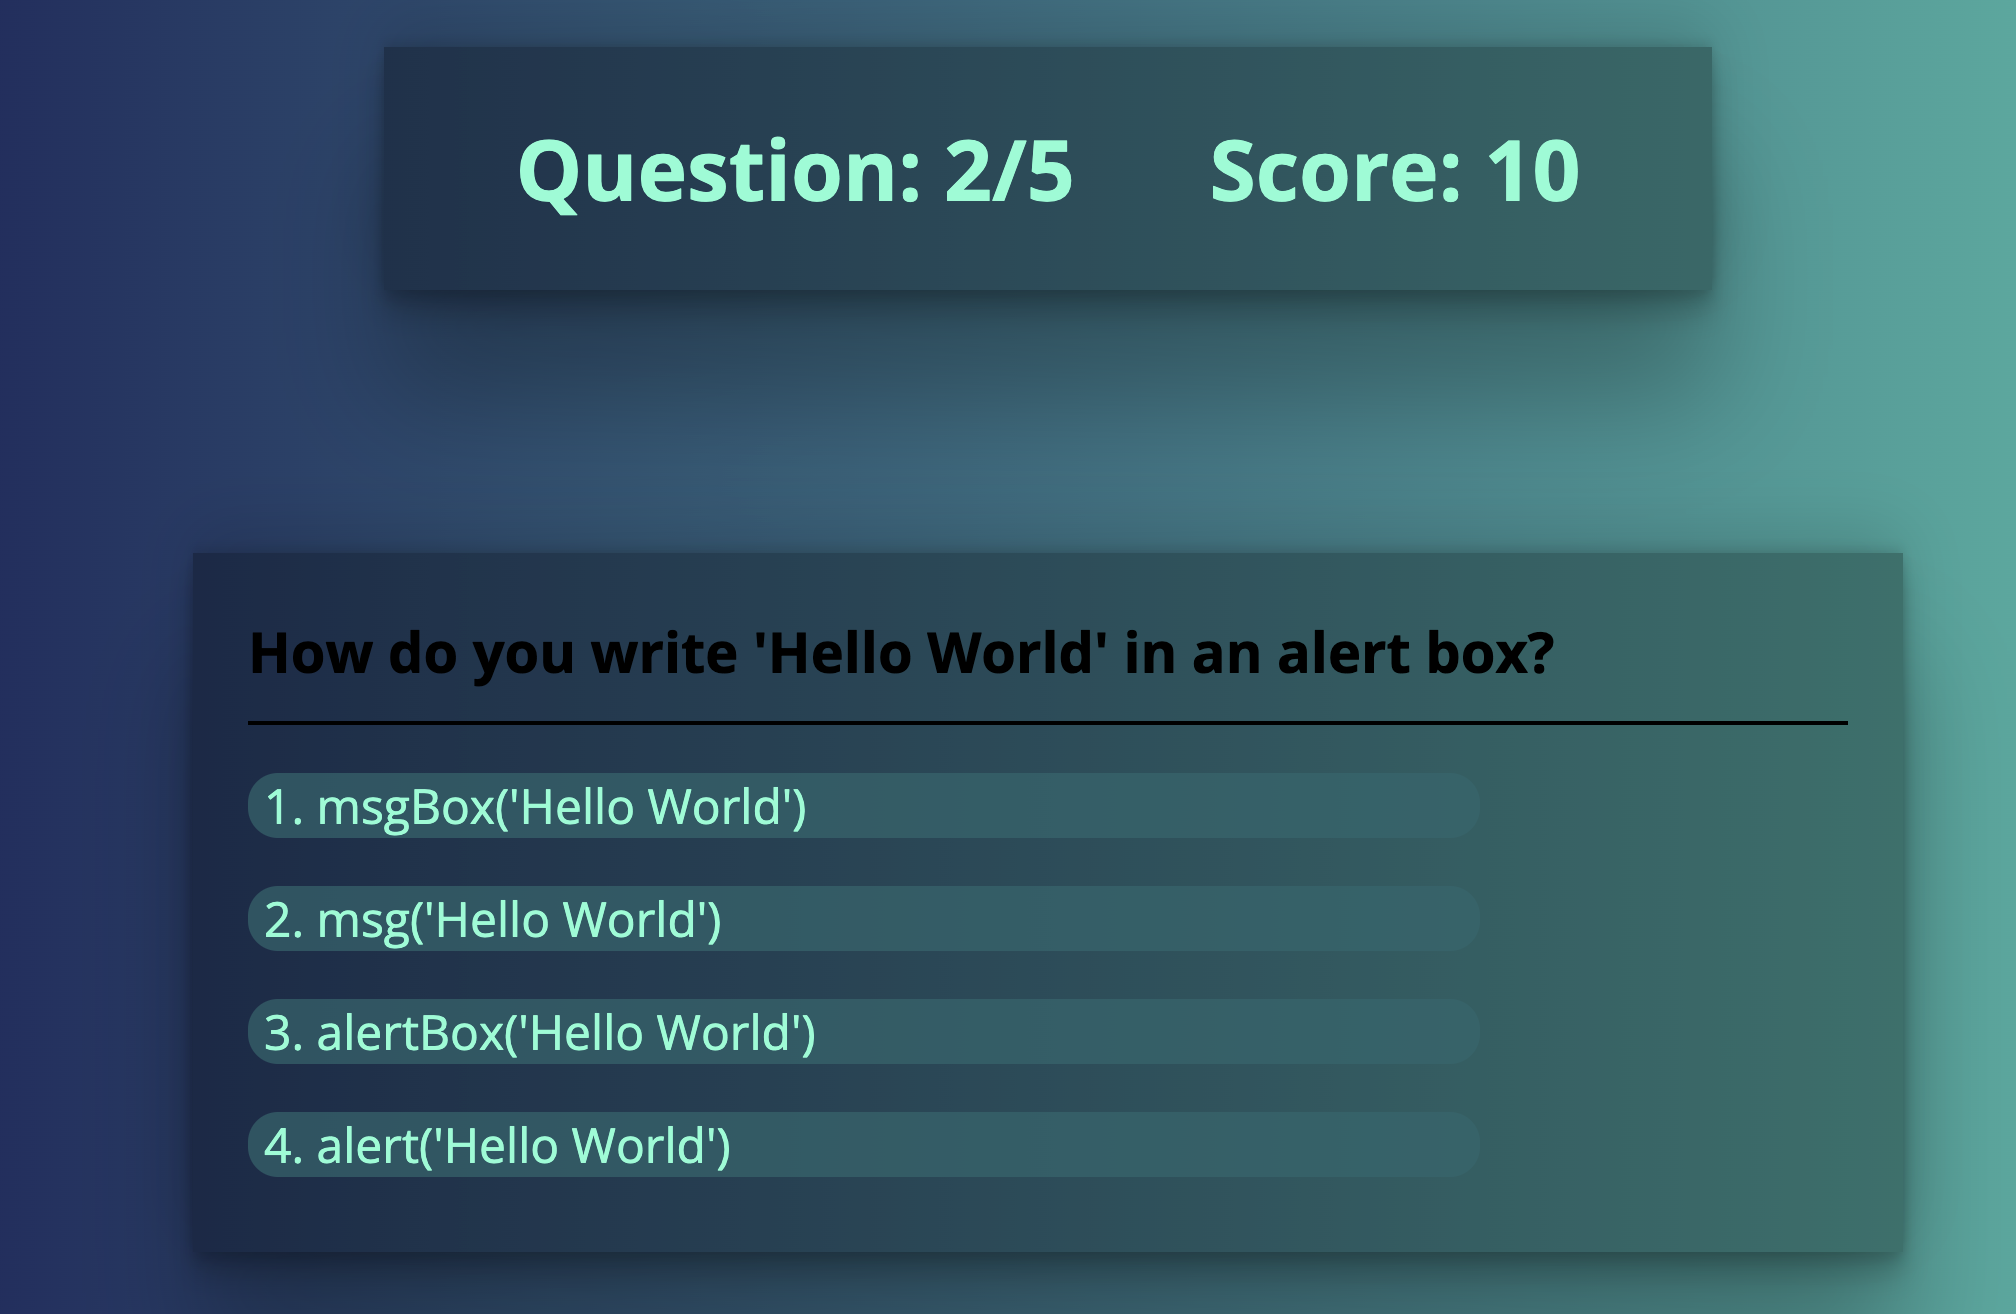 Question: 2/5 Score: 10
How do you write 'Hello World' in an alert box?
1. msgBox('Hello World')
2. msg('Hello World')
3. alertBox('Hello World')
4. alert('Hello World')